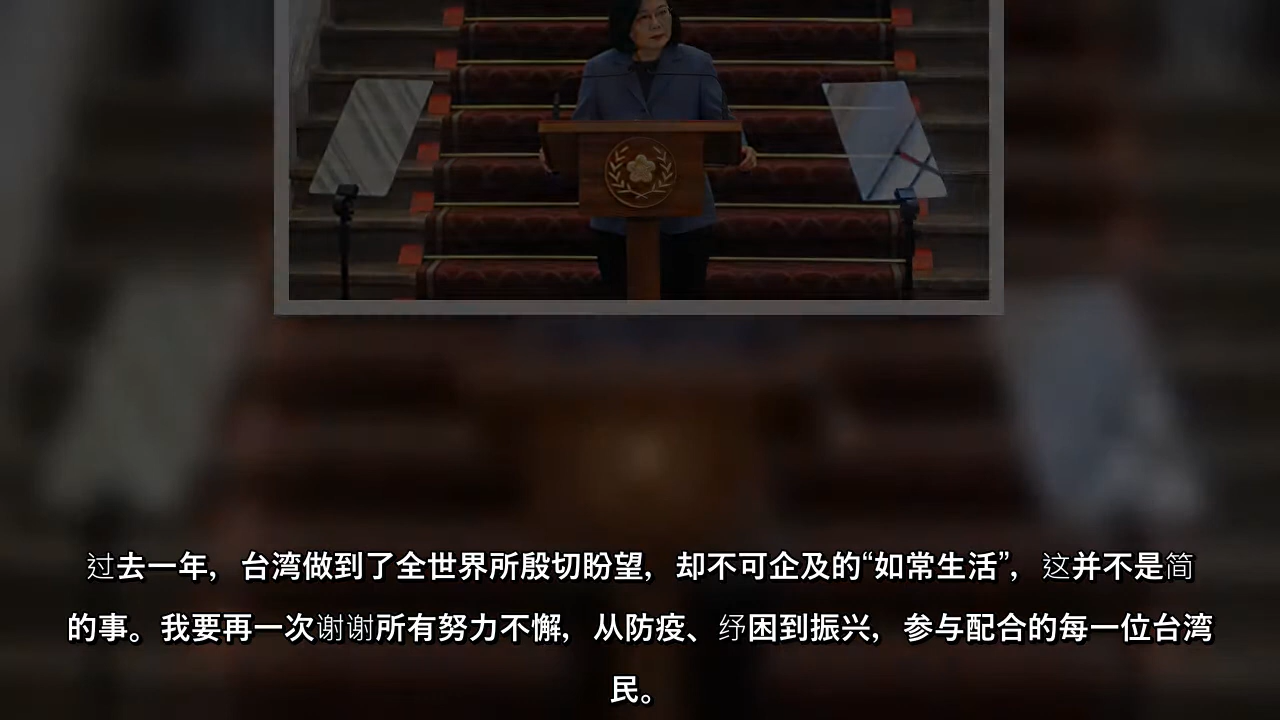 过去一年，台湾做到了全世界所殷切盼望，却不可企及的“如常生活”，这并不是简
的事。我要再一次谢谢所有努力不懈，从防疫、纾困到振兴，参与配合的每一位台湾
民。